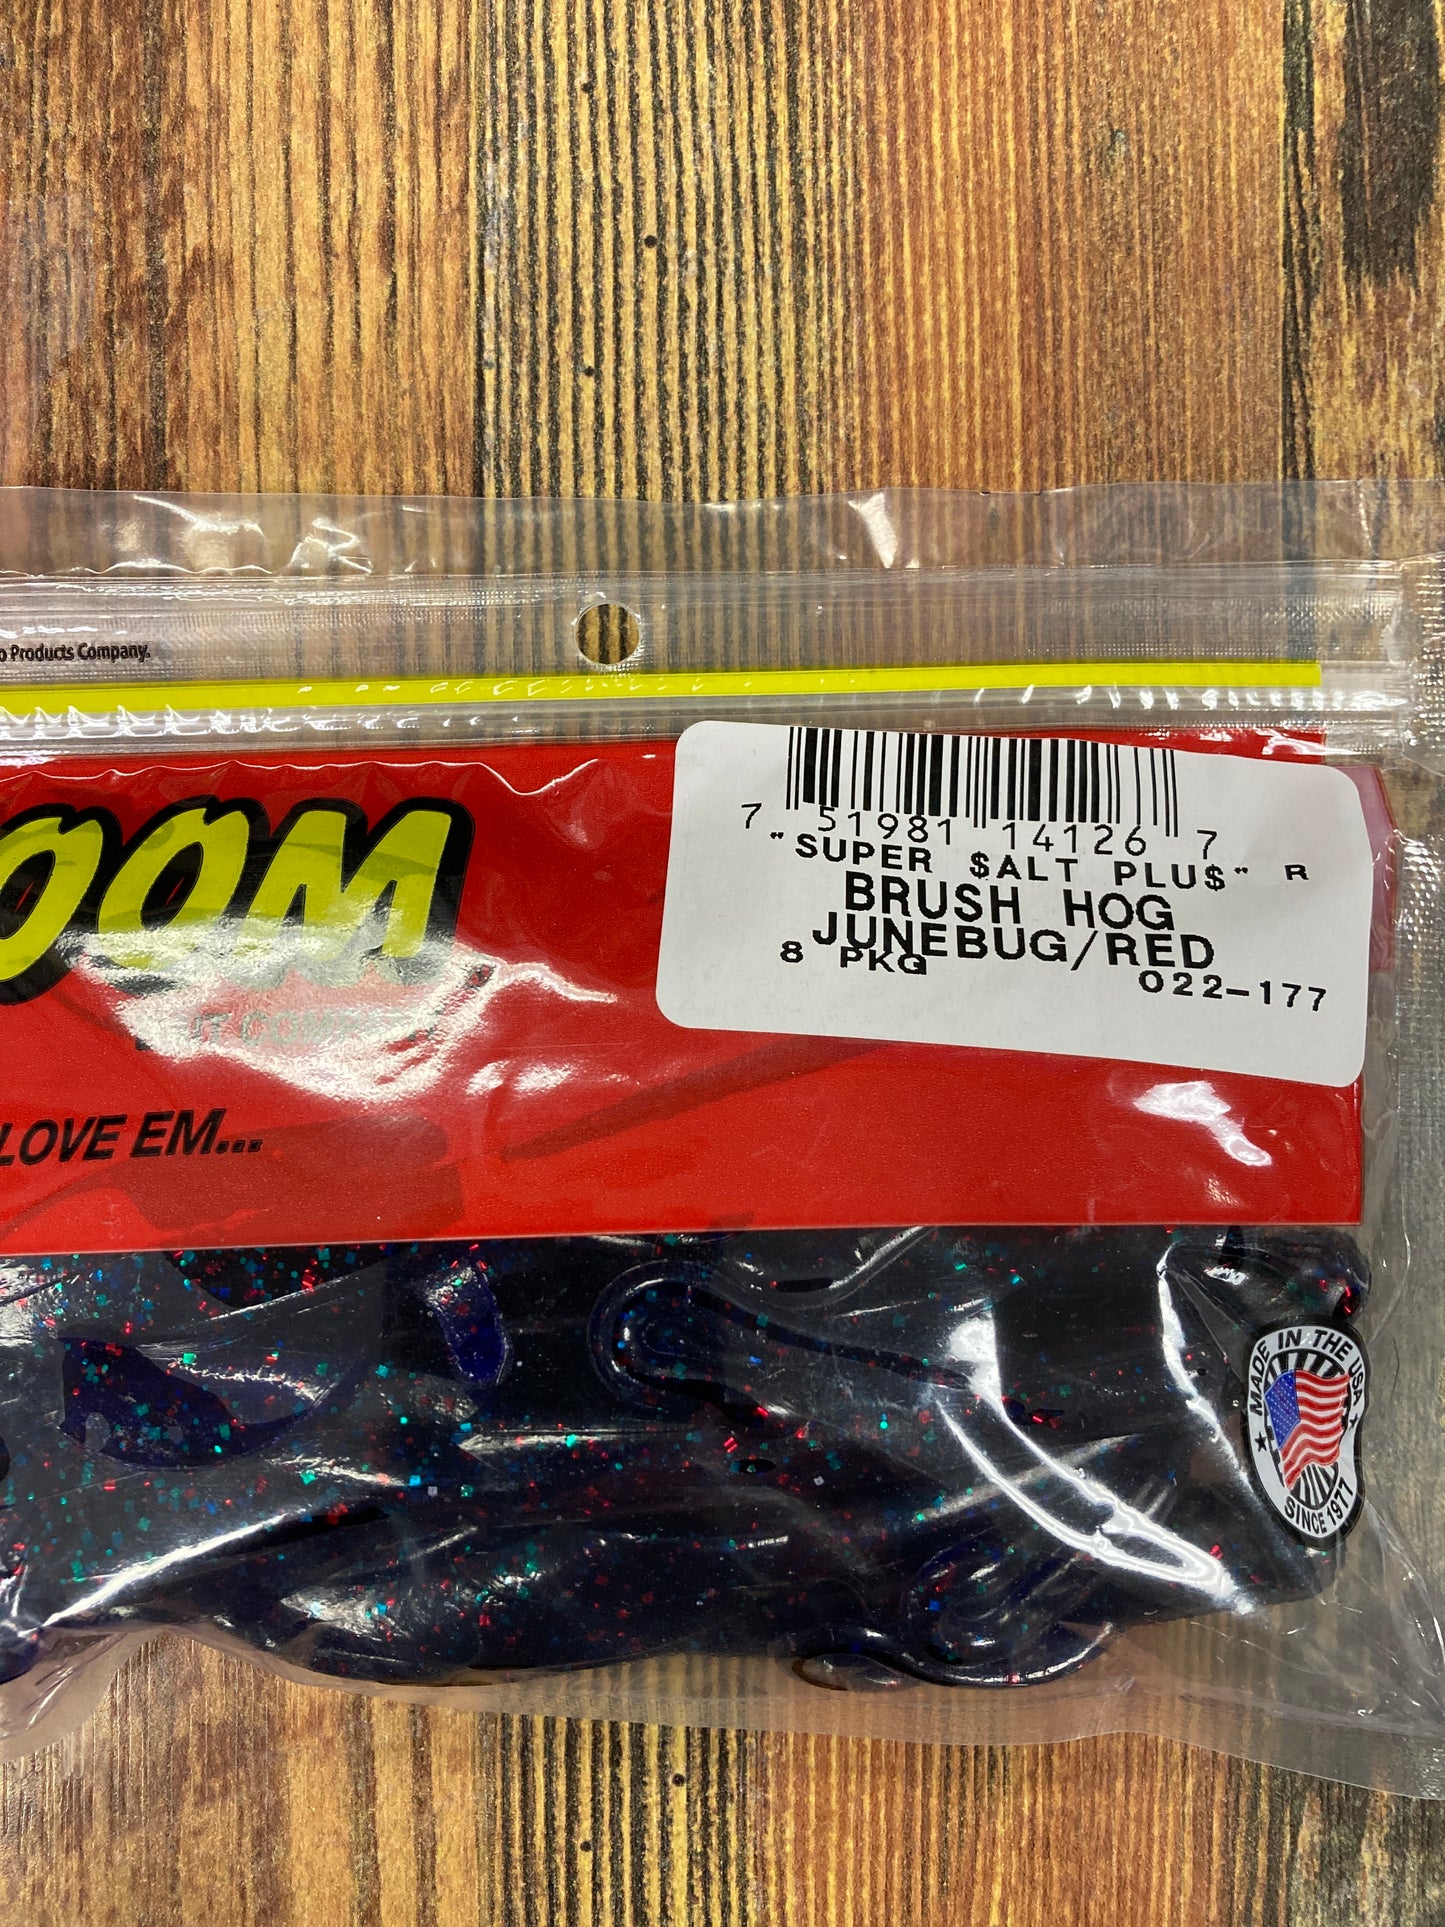 o Products Company.
OOM
7 51981 14126 7
"SUPER $ALT PLU$" R
BRUSH HOG
JUNEBUG/RED
8 PKG
022-177
LOVE EM...
MADE IN THE USA
SINCE 1977